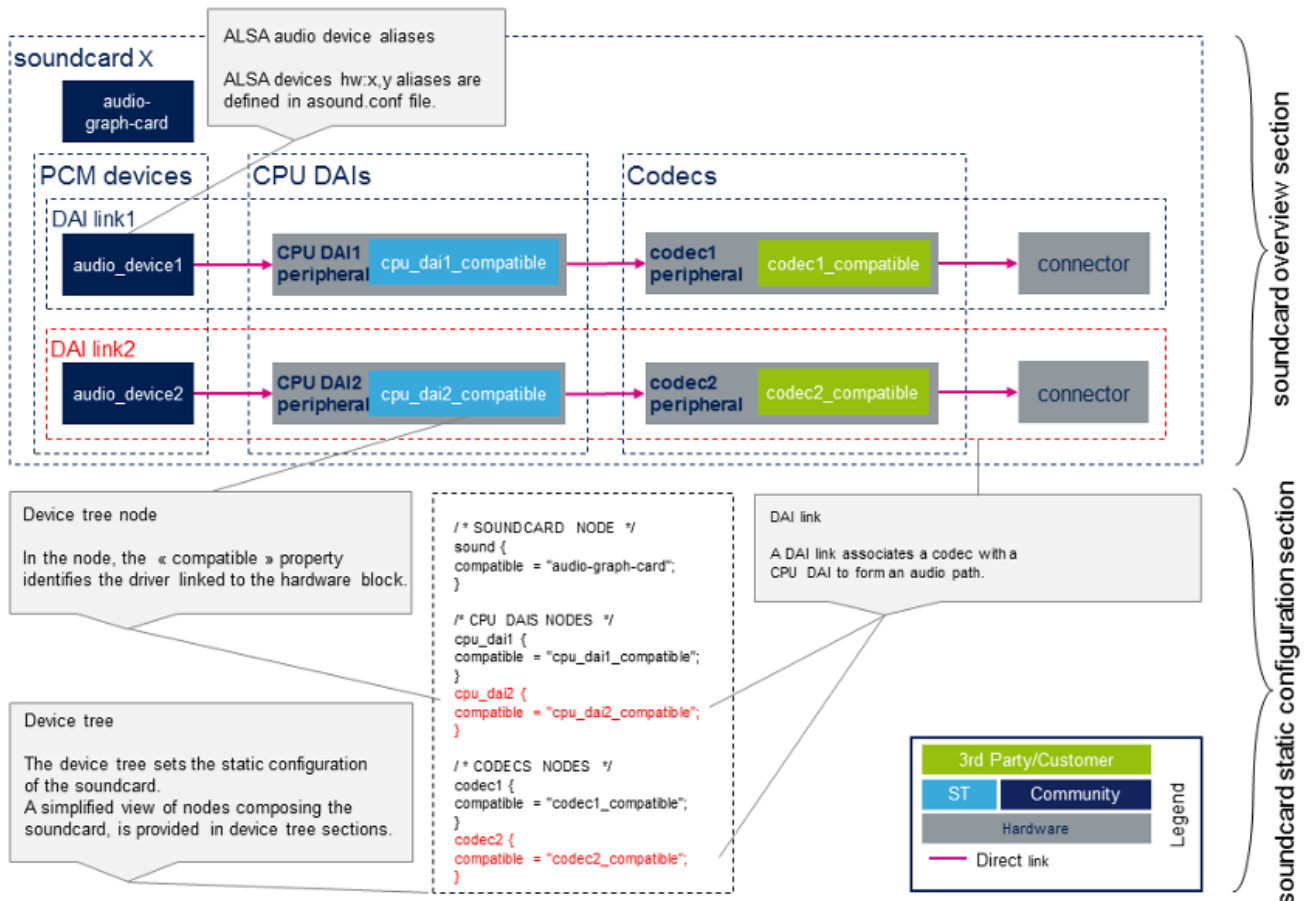 ALSA audio device aliases
ALSA devices hw:x,y aliases are
defined in asound.conf file.
soundcard X
audio-
graph-card
PCM devices
CPU DAIs
Codecs
DAI link1
audio_device1
CPU DAI1
peripheral
cpu_dai1_compatible
codec1
peripheral
codec1_compatible
connector
DAI link2
audio_device2
CPU DAI2
peripheral
cpu_dai2_compatible
codec2
peripheral
codec2_compatible
connector
soundcard overview section
Device tree node
In the node, the « compatible » property
identifies the driver linked to the hardware block.
/* SOUNDCARD NODE */
sound {
compatible = "audio-graph-card";
}
/* CPU DAIS NODES */
cpu_dai1 {
compatible = "cpu_dai1_compatible";
}
cpu_dai2 {
compatible = "cpu_dai2_compatible";
}
/* CODECS NODES */
codec1 {
compatible = "codec1_compatible";
}
codec2 {
compatible = "codec2_compatible";
}
DAI link
A DAI link associates a codec with a
CPU DAI to form an audio path.
Device tree
The device tree sets the static configuration
of the soundcard.
A simplified view of nodes composing the
soundcard, is provided in device tree sections.
3rd Party/Customer
ST
Community
Hardware
Direct link
Legend
soundcard static configuration section